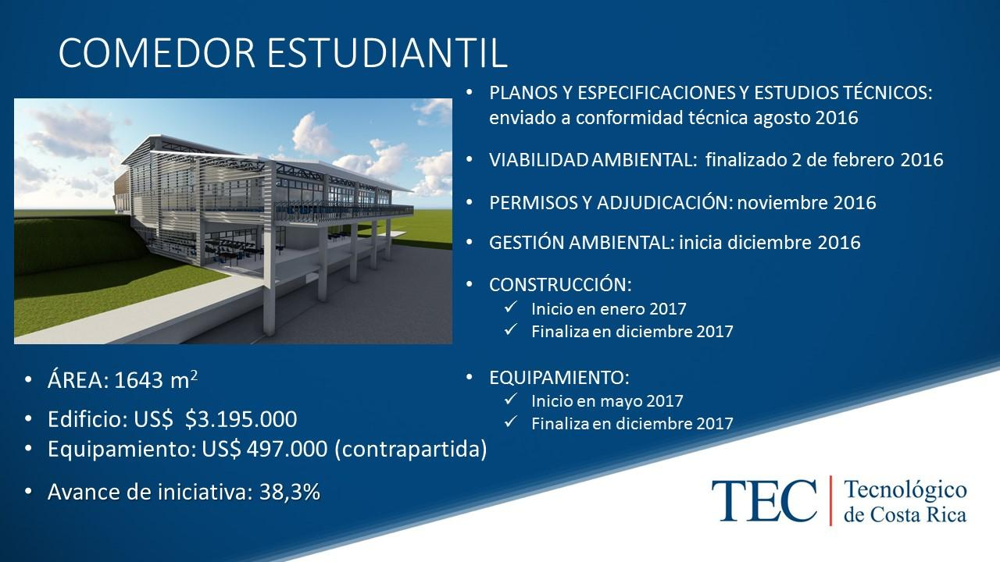 COMEDOR ESTUDIANTIL
• PLANOS Y ESPECIFICACIONES Y ESTUDIOS TÉCNICOS:
enviado a conformidad técnica agosto 2016
• VIABILIDAD AMBIENTAL: finalizado 2 de febrero 2016
• PERMISOS Y ADJUDICACIÓN: noviembre 2016
• GESTIÓN AMBIENTAL: inicia diciembre 2016
• CONSTRUCCIÓN:
✓ Inicio en enero 2017
✓ Finaliza en diciembre 2017
• EQUIPAMIENTO:
✓ Inicio en mayo 2017
✓ Finaliza en diciembre 2017
• ÁREA: 1643 m²
• Edificio: US$ $3.195.000
• Equipamiento: US$ 497.000 (contrapartida)
• Avance de iniciativa: 38,3%
TEC
Tecnológico
de Costa Rica